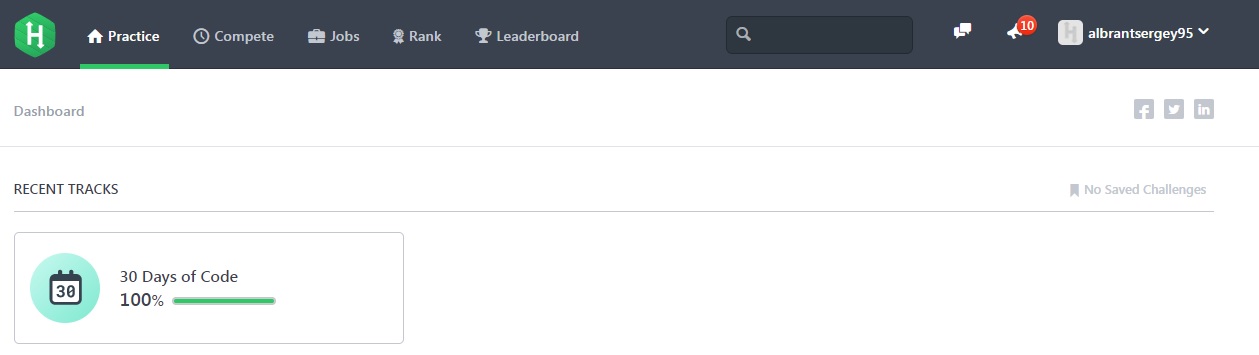 H Practice Compete Jobs Rank Leaderboard 10 albrantsergey95
Dashboard
RECENT TRACKS No Saved Challenges
30 30 Days of Code
100%